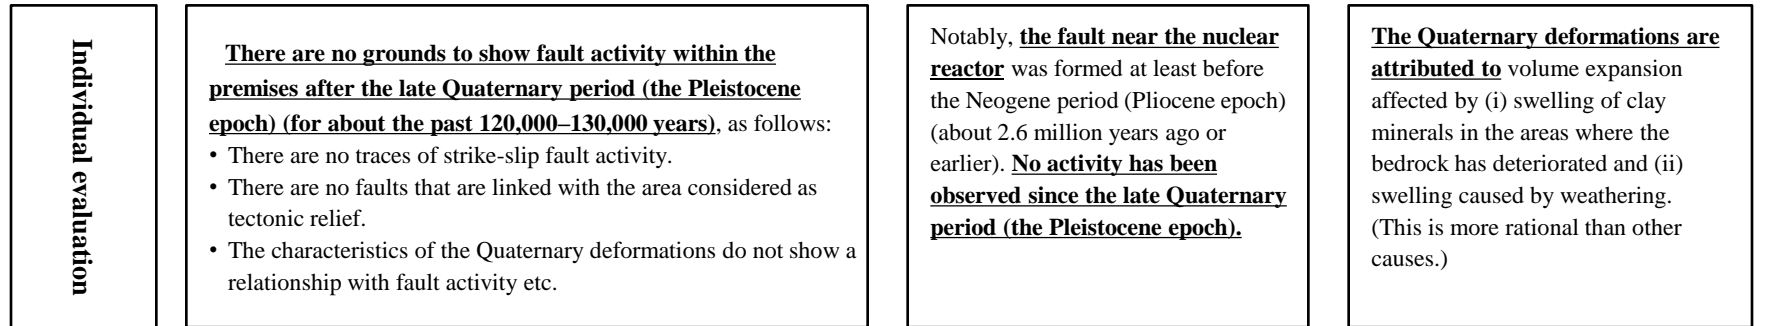 Individual evaluation
There are no grounds to show fault activity within the
premises after the late Quaternary period (the Pleistocene
epoch) (for about the past 120,000–130,000 years), as follows:
• There are no traces of strike-slip fault activity.
• There are no faults that are linked with the area considered as
tectonic relief.
• The characteristics of the Quaternary deformations do not show a
relationship with fault activity etc.
Notably, the fault near the nuclear
reactor was formed at least before
the Neogene period (Pliocene epoch)
(about 2.6 million years ago or
earlier). No activity has been
observed since the late Quaternary
period (the Pleistocene epoch).
The Quaternary deformations are
attributed to volume expansion
affected by (i) swelling of clay
minerals in the areas where the
bedrock has deteriorated and (ii)
swelling caused by weathering.
(This is more rational than other
causes.)